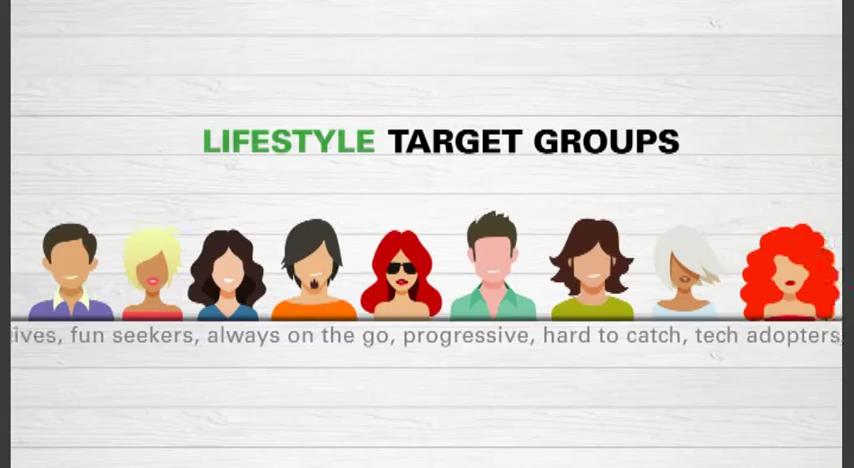 LIFESTYLE TARGET GROUPS
fun seekers, always on the go, progressive, hard to catch, tech adopters,